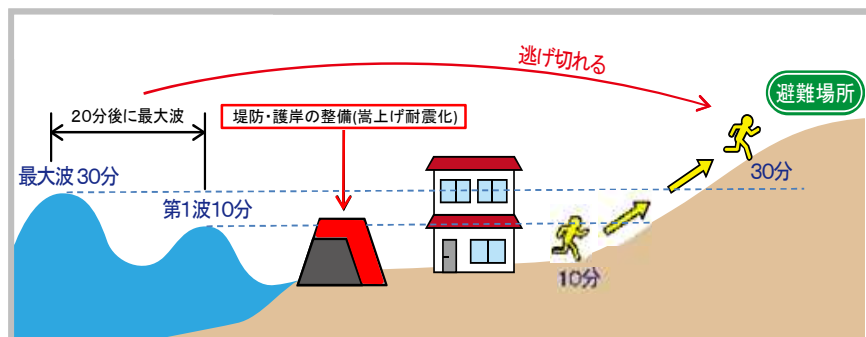 逃げ切れる
避難場所
20分後に最大波
堤防・護岸の整備(嵩上げ耐震化)
最大波30分
30分
第1波10分
10分